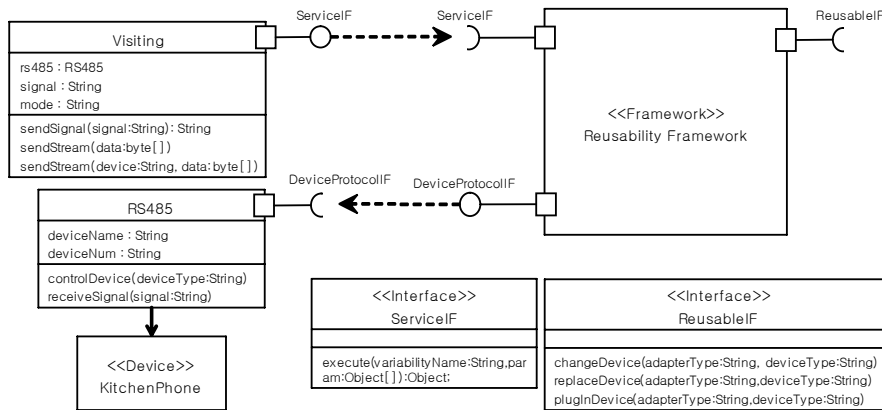 ServiceIF
ServiceIF
ReusableIF
Visiting
rs485 : RS485
signal : String
mode : String
sendSignal(signal:String): String
sendStream(data:byte[])
sendStream(device:String, data:byte[])
<<Framework>>
Reusability Framework
DeviceProtocolIF
DeviceProtocolIF
RS485
deviceName : String
deviceNum : String
controlDevice(deviceType:String)
receiveSignal(signal:String)
<<Device>>
KitchenPhone
<<Interface>>
ServiceIF
execute(variabilityName:String,par
am:Object[]):Object;
<<Interface>>
ReusableIF
changeDevice(adapterType:String, deviceType:String)
replaceDevice(adapterType:String,deviceType:String)
plugInDevice(adapterType:String,deviceType:String)